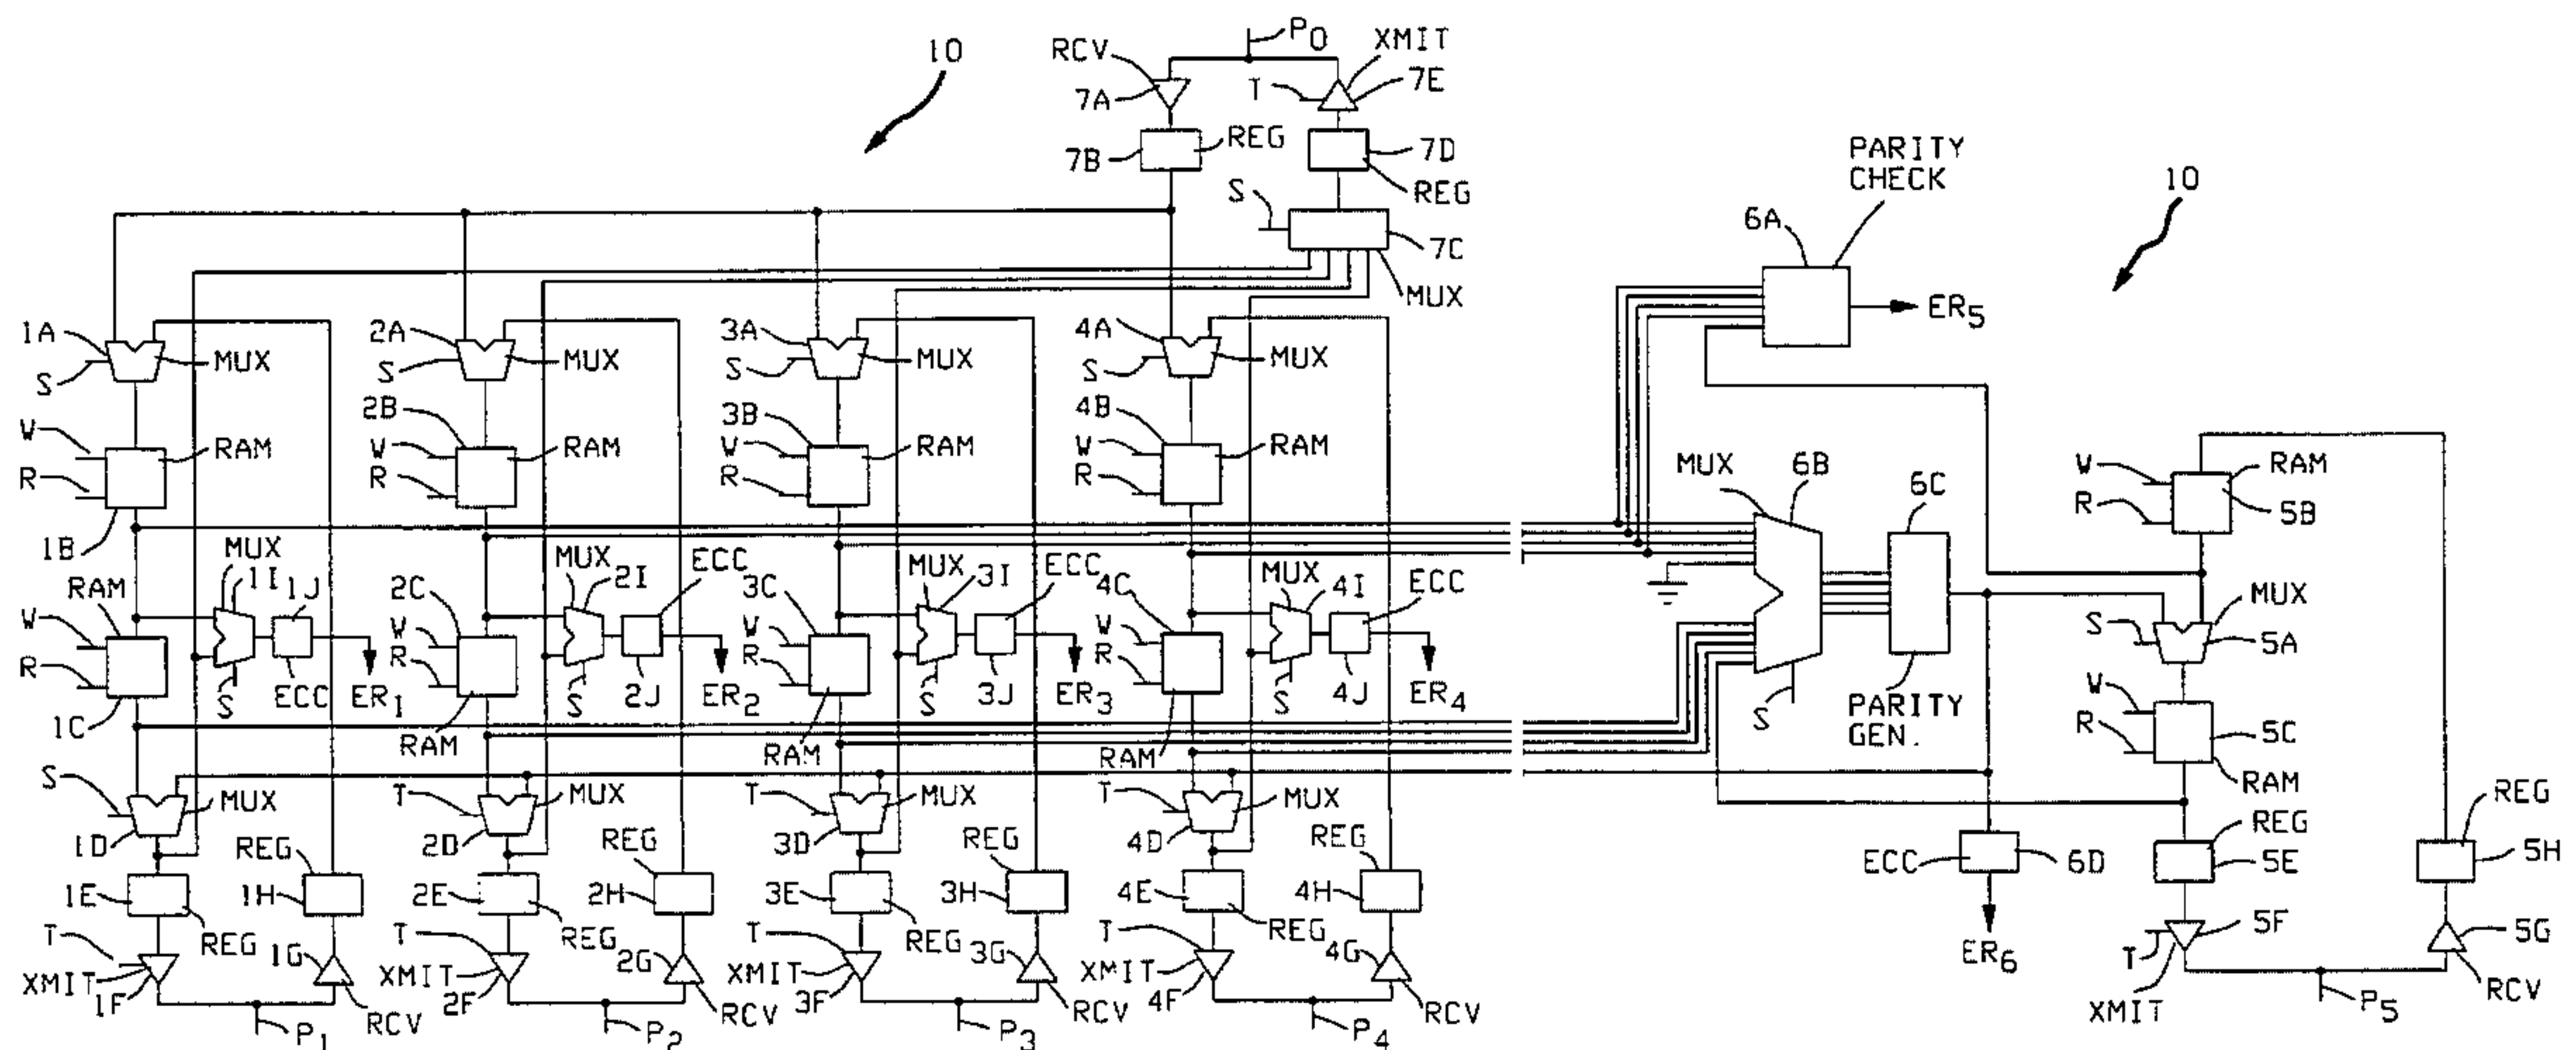 10
RCV
P0
XMIT
7A
T
7E
7B
REG
7D
REG
S
7C
MUX
PARITY
CHECK
6A
ER5
10
1A
S
MUX
2A
S
MUX
3A
S
MUX
4A
S
MUX
W
R
1B
RAM
2B
W
R
RAM
3B
W
R
RAM
4B
W
R
RAM
MUX
6B
6C
W
R
RAM
5B
RAM
W
R
1C
MUX
1I
1J
S
ECC
ER1
2C
W
R
RAM
MUX
2I
ECC
S
2J
ER2
3C
W
R
RAM
MUX
3I
ECC
S
3J
ER3
4C
W
R
RAM
MUX
4I
ECC
S
4J
ER4
S
PARITY
GEN.
S
MUX
5A
W
R
5C
RAM
S
MUX
1D
T
MUX
2D
T
MUX
3D
T
MUX
4D
1E
REG
REG
1H
2E
REG
REG
2H
3E
REG
REG
3H
4E
REG
REG
4H
ECC
6D
ER6
REG
5E
REG
5H
T
XMIT
1F
1G
RCV
P1
T
XMIT
2F
2G
RCV
P2
T
XMIT
3F
3G
RCV
P3
T
XMIT
4F
4G
RCV
P4
T
XMIT
5F
5G
RCV
P5